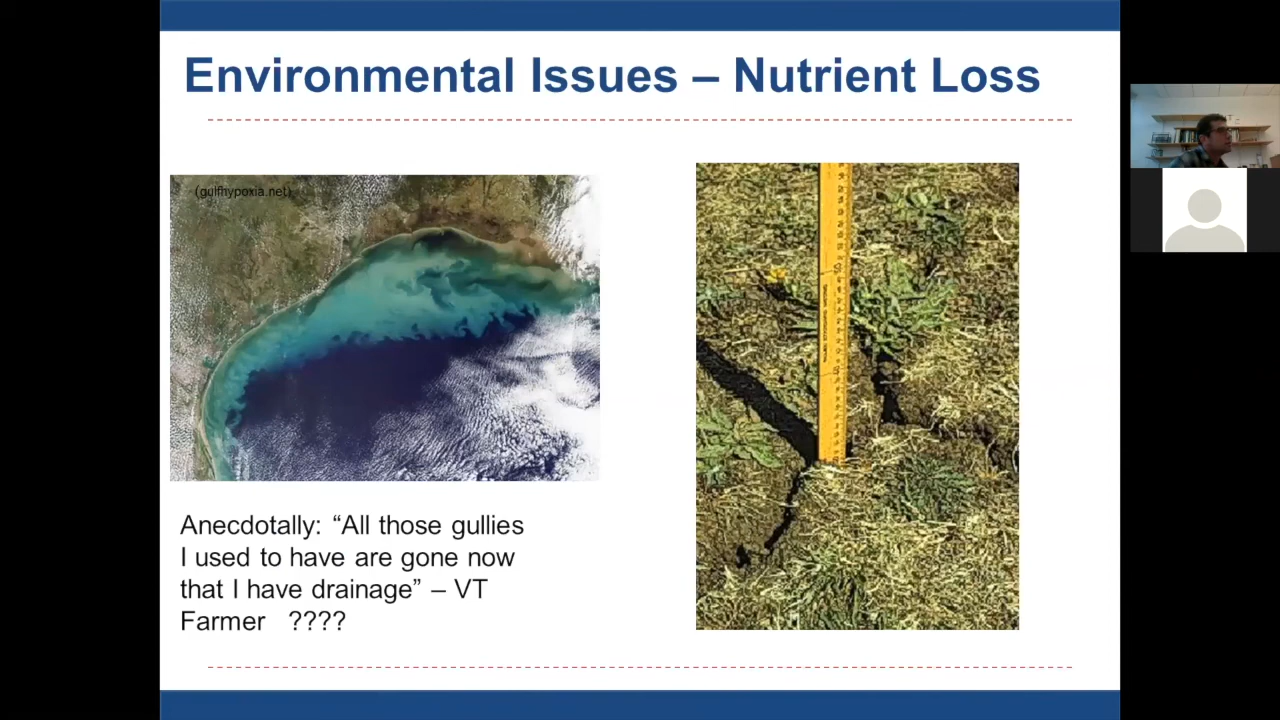 Environmental Issues – Nutrient Loss
(gulfhypoxia.net)
Anecdotally: “All those gullies
I used to have are gone now
that I have drainage” – VT
Farmer ????